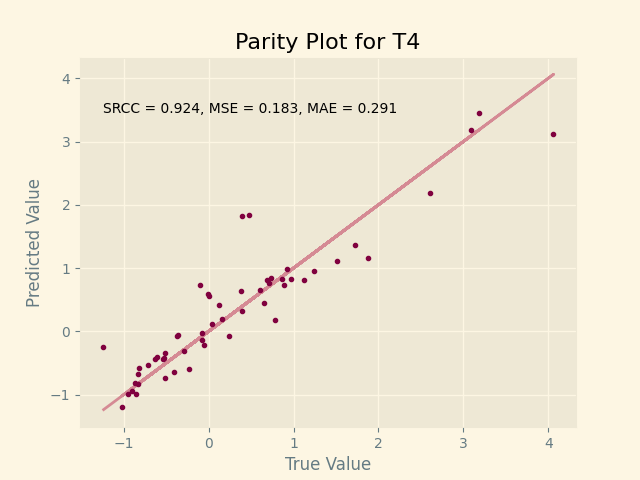 Parity Plot for T4
SRCC = 0.924, MSE = 0.183, MAE = 0.291
Predicted Value
4
3
2
1
0
−1
−1 0 1 2 3 4
True Value